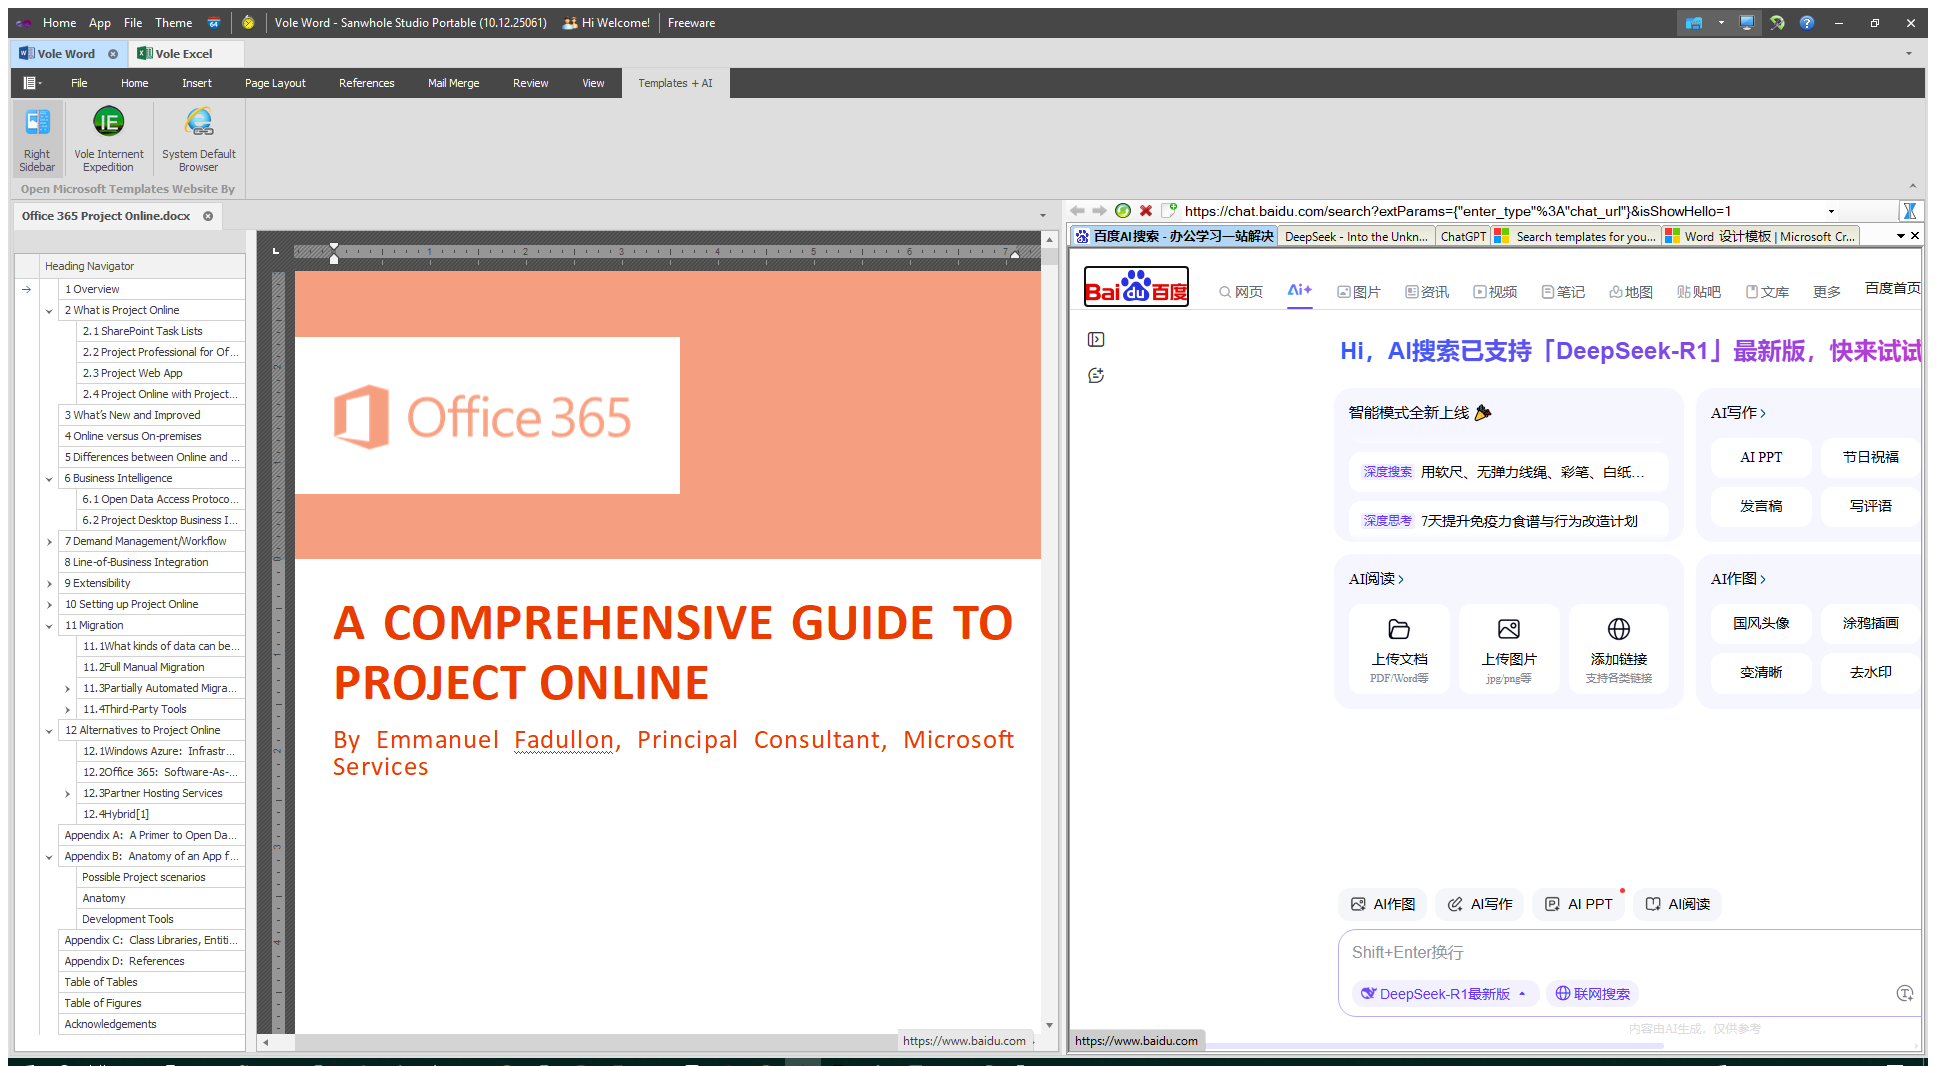 Home App File Theme 64 Vole Word - Sanwhole Studio Portable (10.12.25061) Hi Welcome! Freeware
Vole Word Vole Excel
File Home Insert Page Layout References Mail Merge Review View Templates + AI
Right Sidebar
IE
Vole Internent Expedition
System Default Browser
Open Microsoft Templates Website By
Office 365 Project Online.docx
Heading Navigator
1 Overview
2 What is Project Online
2.1 SharePoint Task Lists
2.2 Project Professional for Of...
2.3 Project Web App
2.4 Project Online with Project...
3 What's New and Improved
4 Online versus On-premises
5 Differences between Online and ...
6 Business Intelligence
6.1 Open Data Access Protoco...
6.2 Project Desktop Business I...
7 Demand Management/Workflow
8 Line-of-Business Integration
9 Extensibility
10 Setting up Project Online
11 Migration
11.1What kinds of data can be...
11.2Full Manual Migration
11.3Partially Automated Migra...
11.4Third-Party Tools
12 Alternatives to Project Online
12.1Windows Azure: Infrastr...
12.2Office 365: Software-As-...
12.3Partner Hosting Services
12.4Hybrid[1]
Appendix A: A Primer to Open Da...
Appendix B: Anatomy of an App f...
Possible Project scenarios
Anatomy
Development Tools
Appendix C: Class Libraries, Entiti...
Appendix D: References
Table of Tables
Table of Figures
Acknowledgements
1 2 3 4 5 6 7
Office 365
A COMPREHENSIVE GUIDE TO
PROJECT ONLINE
By Emmanuel Fadullon, Principal Consultant, Microsoft
Services
https://www.baidu.com
https://chat.baidu.com/search?extParams={"enter_type"%3A"chat_url"}&isShowHello=1
百度AI搜索 - 办公学习一站解决 DeepSeek - Into the Unkn... ChatGPT Search templates for you... Word 设计模板 | Microsoft Cr...
Bai du 百度 网页 Ai+ 图片 资讯 视频 笔记 地图 贴吧 文库 更多 百度首页
Hi，AI搜索已支持「DeepSeek-R1」最新版，快来试试
智能模式全新上线
深度搜索 用软尺、无弹力线绳、彩笔、白纸...
深度思考 7天提升免疫力食谱与行为改造计划
AI写作
AI PPT 节日祝福
发言稿 写评语
AI阅读
上传文档 PDF/Word等
上传图片 jpg/png等
添加链接 支持各类链接
AI作图
国风头像 涂鸦插画
变清晰 去水印
AI作图 AI写作 AI PPT AI阅读
Shift+Enter换行
DeepSeek-R1最新版 联网搜索
内容由AI生成，仅供参考
https://www.baidu.com